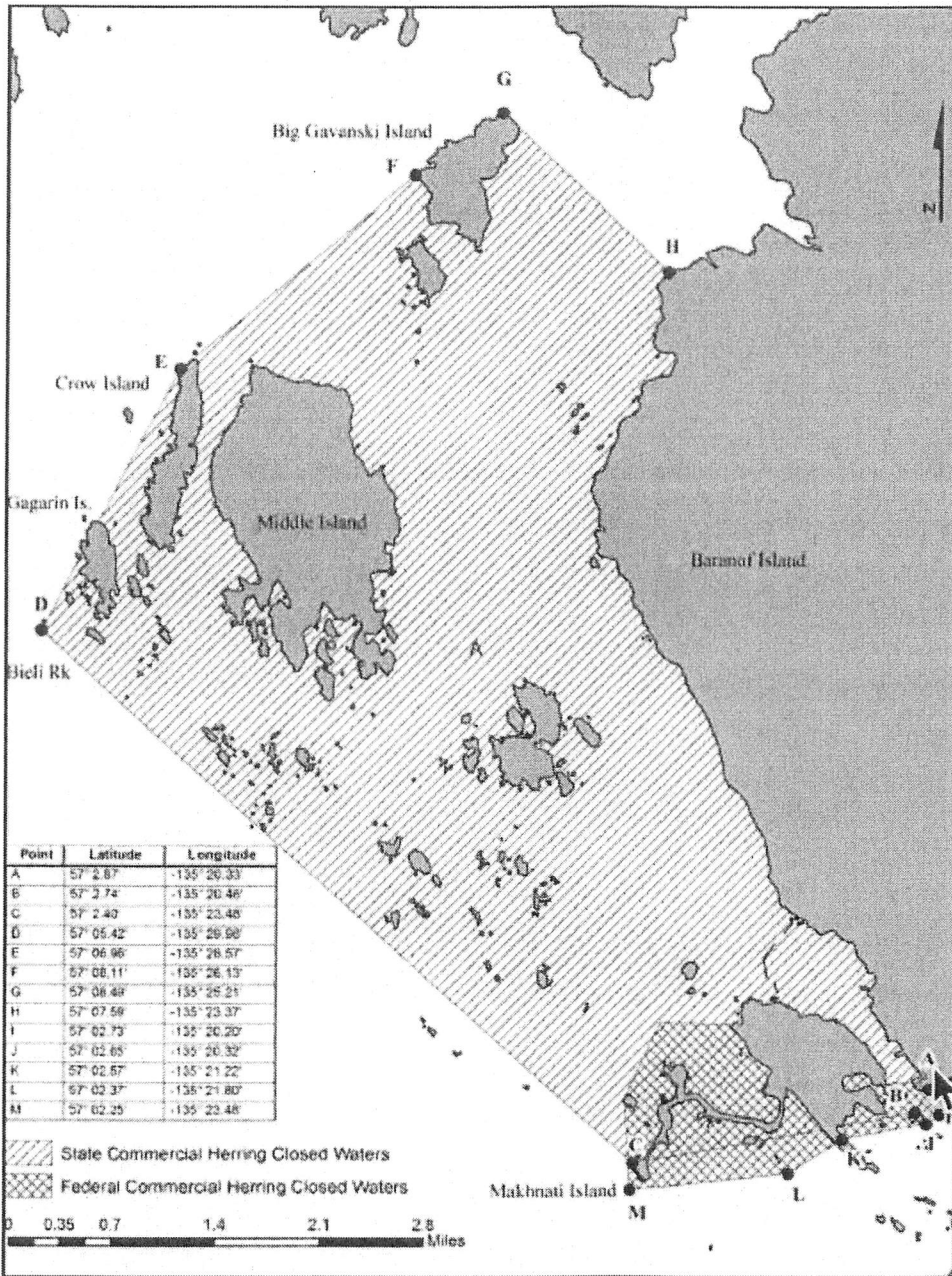 G
Big Gavanski Island
F
N
H
E
Crow Island
Gagarin Is.
Middle Island
Baranof Island
D
A
Bieli Rk
Point Latitude Longitude
A 57° 2.87' -135° 20.33'
B 57° 2.74' -135° 20.46'
C 57° 2.40' -135° 23.48'
D 57° 05.42' -135° 29.98'
E 57° 06.96' -135° 28.57'
F 57° 08.11' -135° 26.13'
G 57° 08.49' -135° 25.21'
H 57° 07.59' -135° 23.37'
I 57° 02.73' -135° 20.20'
J 57° 02.65' -135° 20.32'
K 57° 02.57' -135° 21.22'
L 57° 02.37' -135° 21.80'
M 57° 02.25' -135° 23.48'
A
B
I
J
C
K
State Commercial Herring Closed Waters
Federal Commercial Herring Closed Waters
Makhnati Island
M
L
0 0.35 0.7 1.4 2.1 2.8
Miles